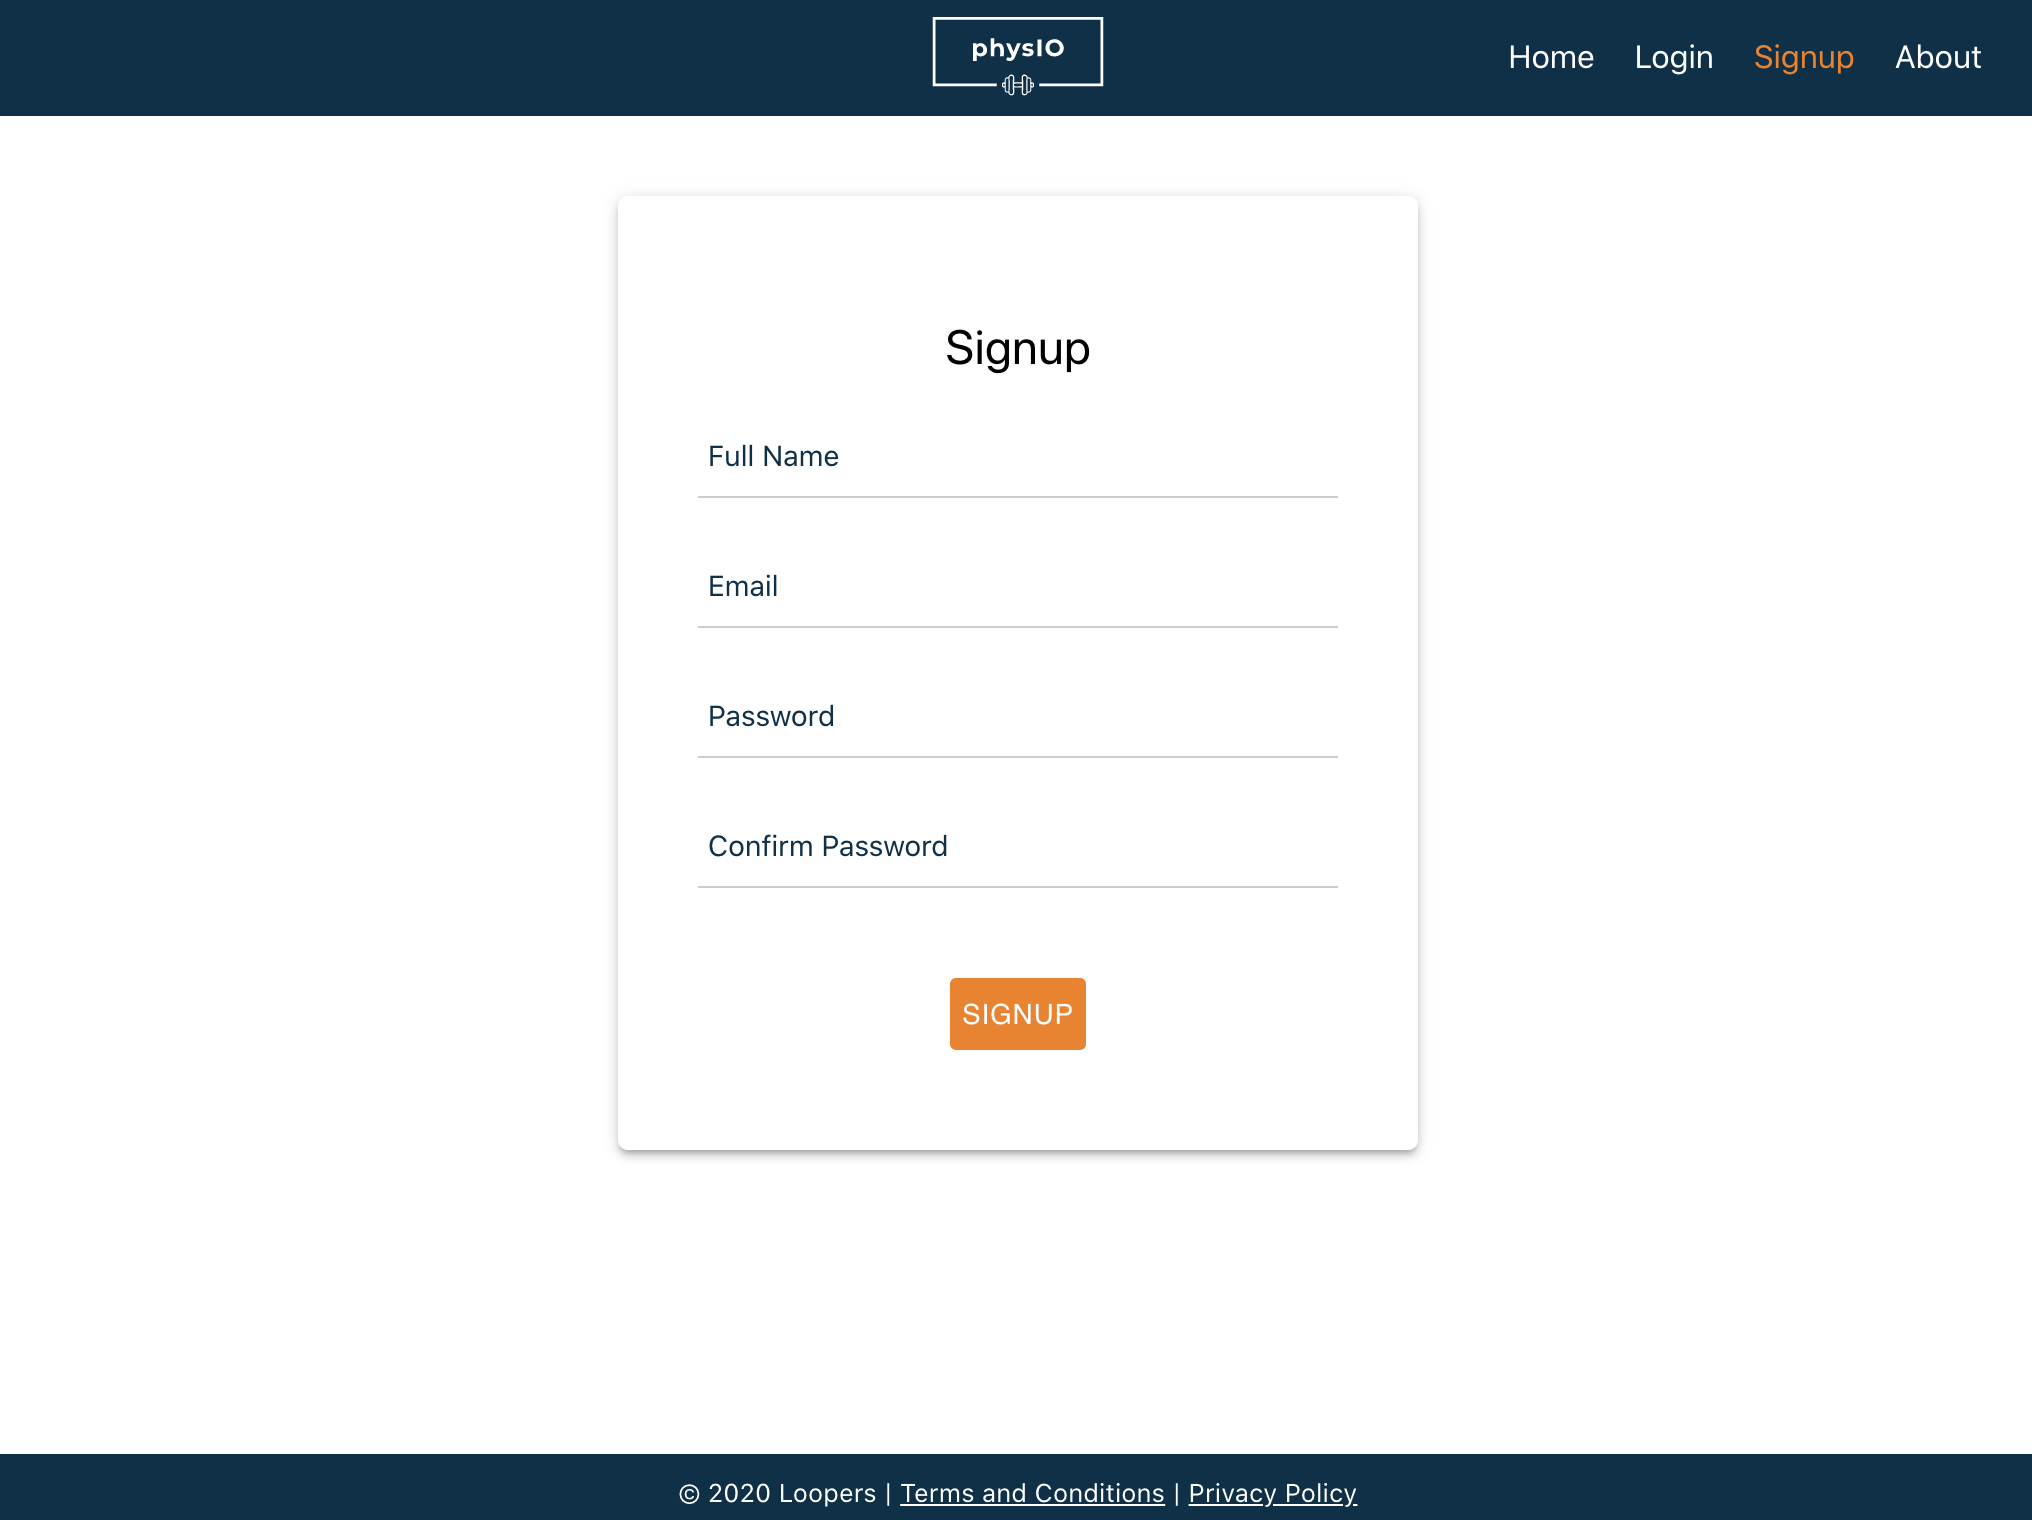 physIO
Home Login Signup About
Signup
Full Name
Email
Password
Confirm Password
SIGNUP
© 2020 Loopers | Terms and Conditions | Privacy Policy